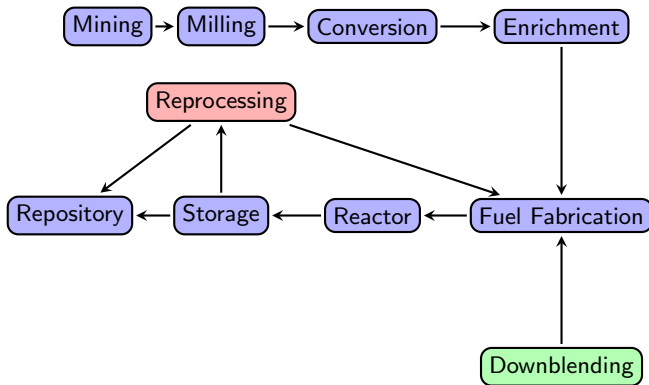 Mining
Milling
Conversion
Enrichment
Reprocessing
Repository
Storage
Reactor
Fuel Fabrication
Downblending